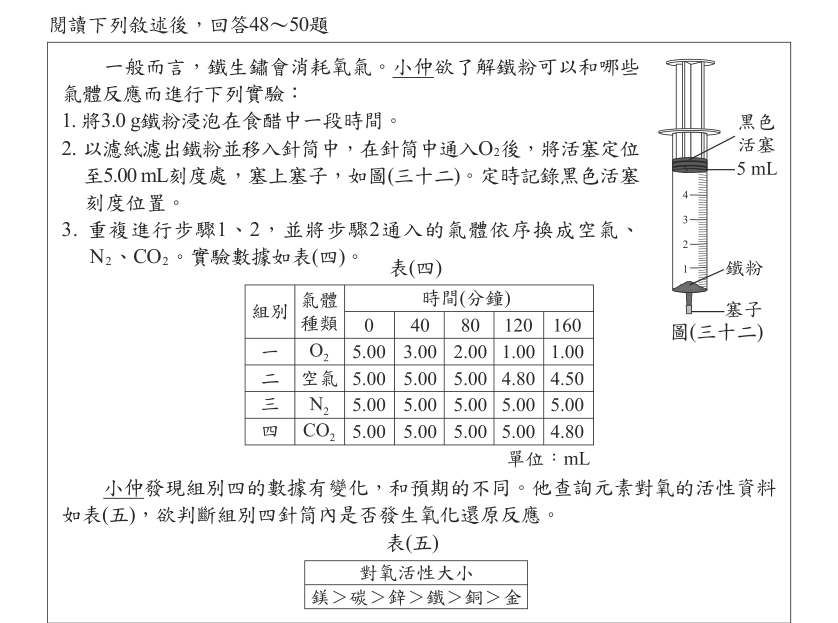 閱讀下列敘述後，回答48～50題
一般而言，鐵生鏽會消耗氧氣。小仲欲了解鐵粉可以和哪些
氣體反應而進行下列實驗：
1. 將3.0 g鐵粉浸泡在食醋中一段時間。
2. 以濾紙濾出鐵粉並移入針筒中，在針筒中通入O₂後，將活塞定位
至5.00 mL刻度處，塞上塞子，如圖(三十二)。定時記錄黑色活塞
刻度位置。
3. 重複進行步驟1、2，並將步驟2通入的氣體依序換成空氣、
N₂、CO₂。實驗數據如表(四)。
黑色
活塞
5 mL
4
3
2
1
鐵粉
塞子
圖(三十二)
表(四)
組別 氣體種類 時間(分鐘)
0 40 80 120 160
一 O₂ 5.00 3.00 2.00 1.00 1.00
二 空氣 5.00 5.00 5.00 4.80 4.50
三 N₂ 5.00 5.00 5.00 5.00 5.00
四 CO₂ 5.00 5.00 5.00 5.00 4.80
單位：mL
小仲發現組別四的數據有變化，和預期的不同。他查詢元素對氧的活性資料
如表(五)，欲判斷組別四針筒內是否發生氧化還原反應。
表(五)
對氧活性大小
鎂＞碳＞鋅＞鐵＞銅＞金